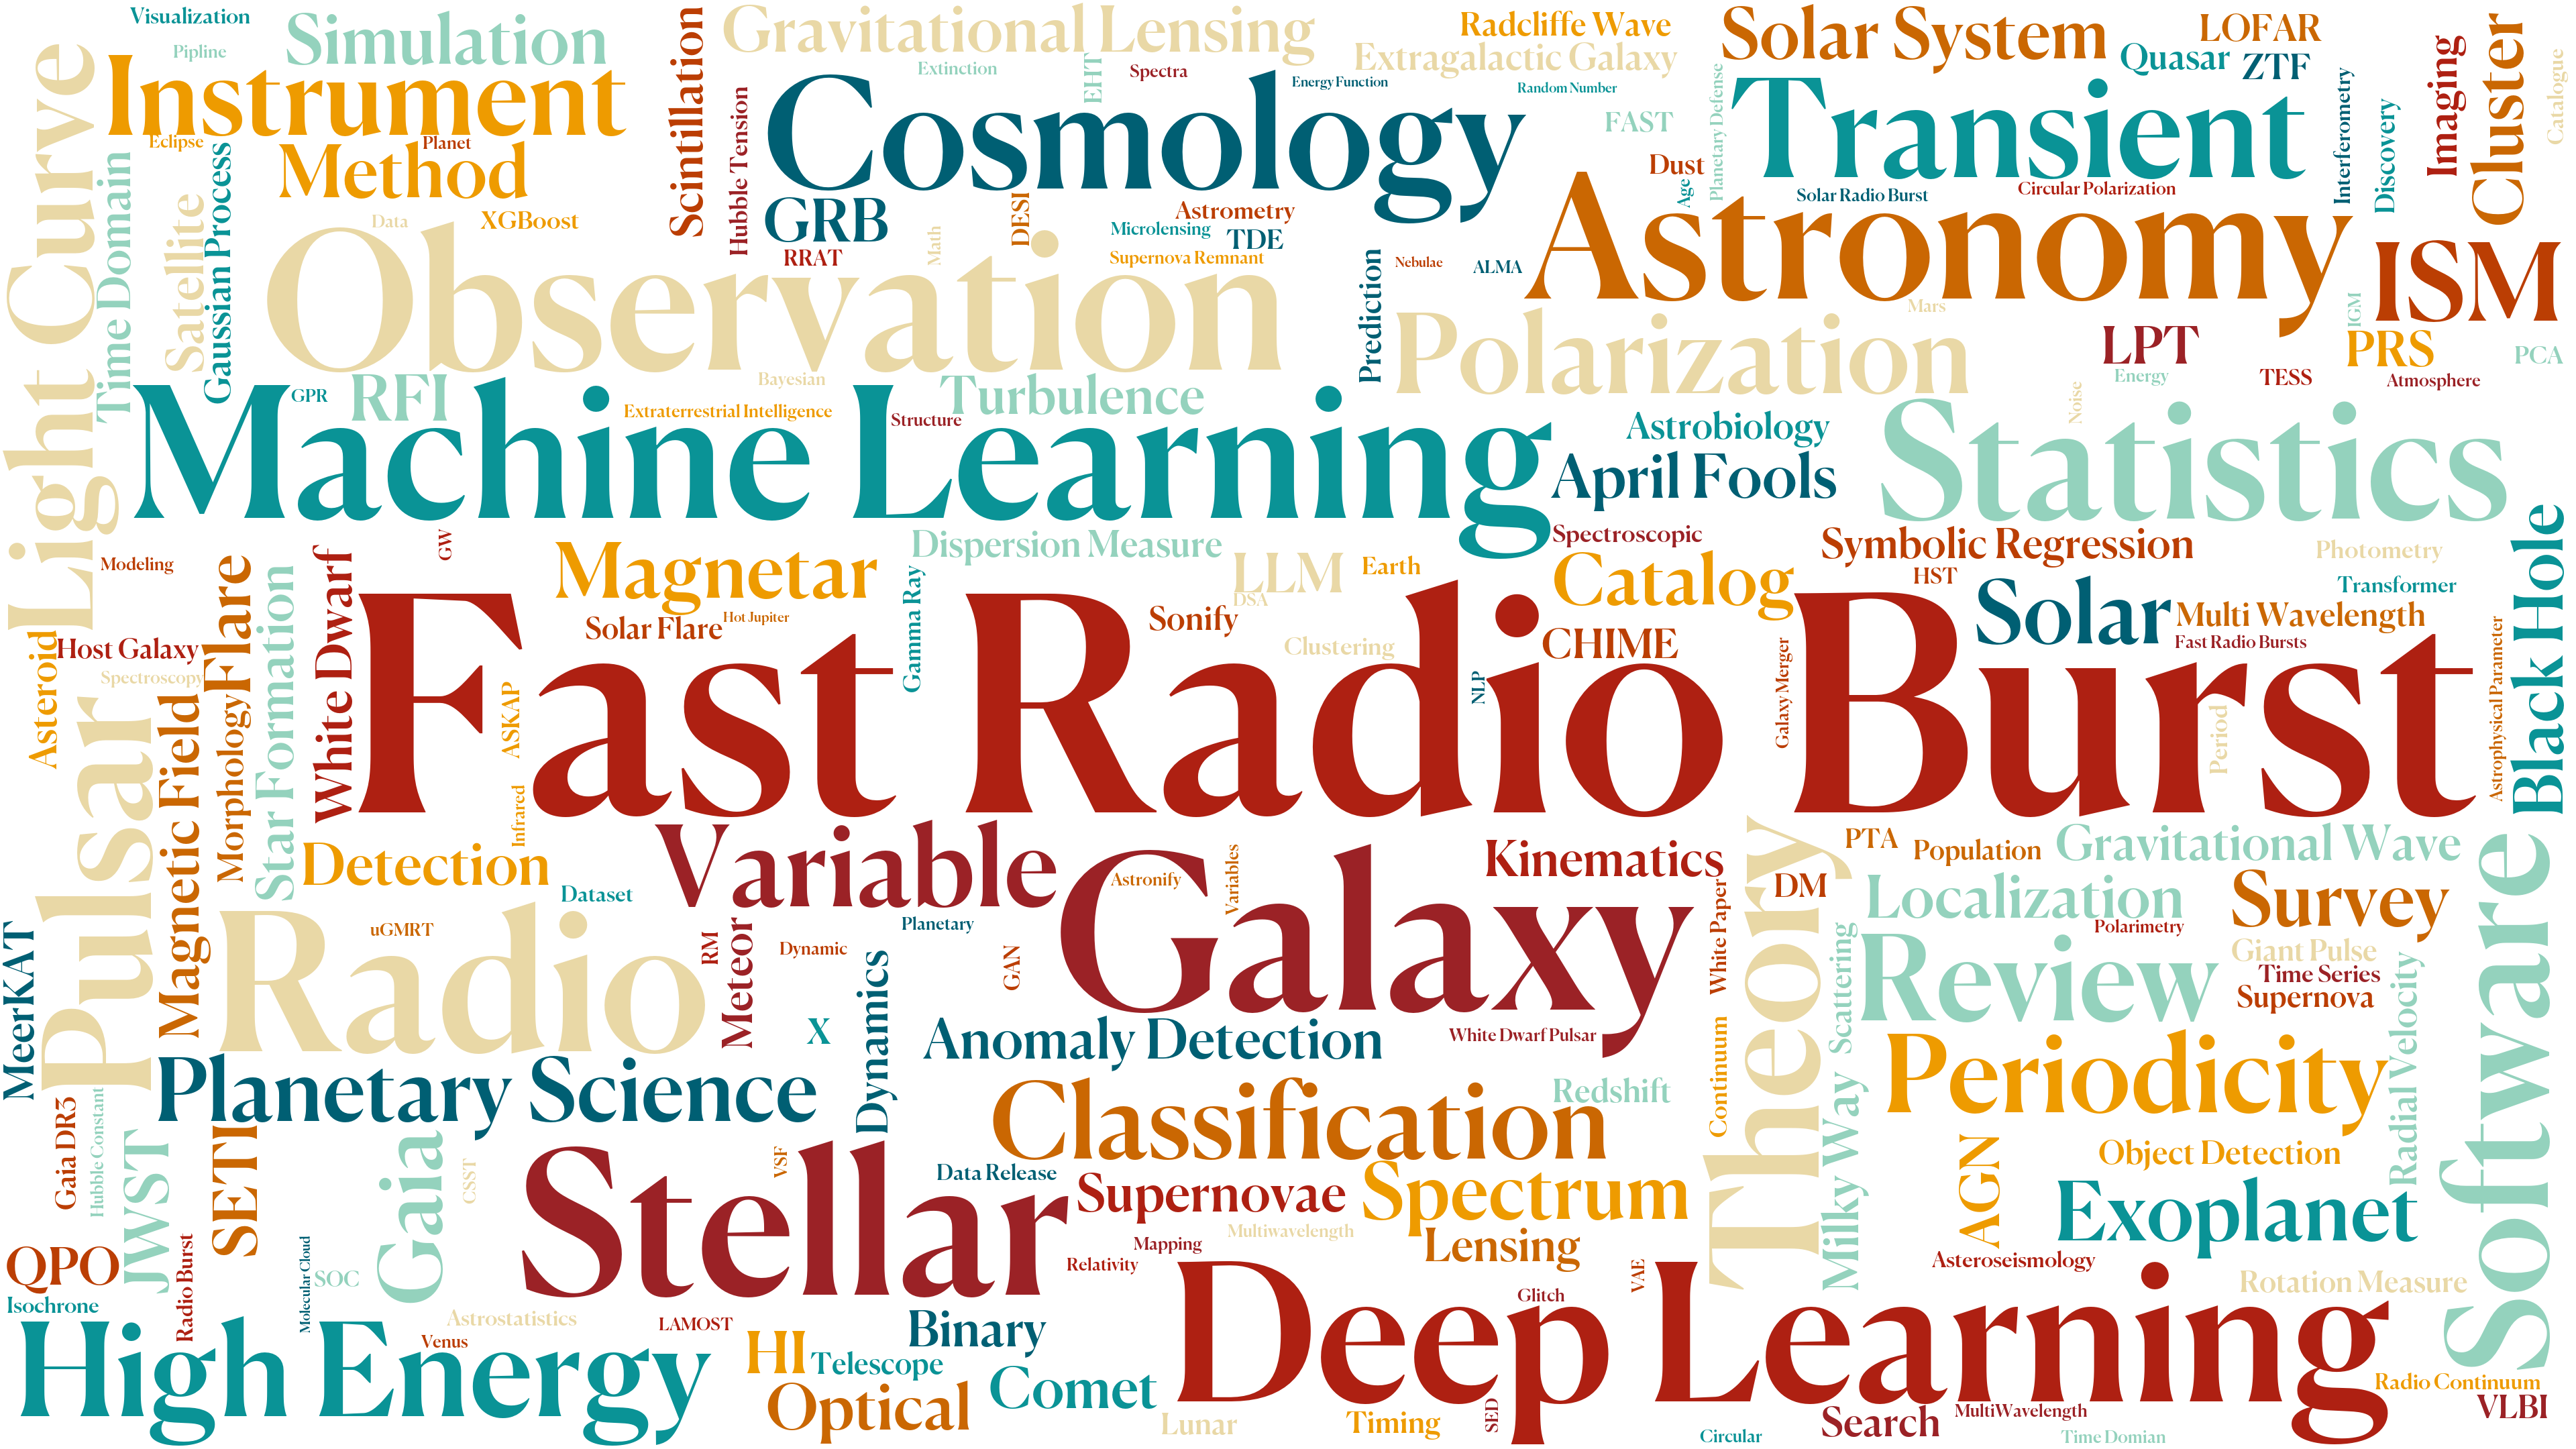 Visualization
Pipline
Simulation
Instrument
Eclipse
Planet
Method
Data
XGBoost
Light Curve
Time Domain
Satellite
Gaussian Process
Scintillation
Hubble Tension
Gravitational Lensing
Extinction
EHT
Spectra
Energy Function
Cosmology
GRB
RRAT
Math
DESI
Astrometry
Microlensing
TDE
Supernova Remnant
Radcliffe Wave
Extragalactic Galaxy
Random Number
FAST
Dust
Age
Planetary Defense
Solar System
LOFAR
Quasar
ZTF
Transient
Solar Radio Burst
Circular Polarization
Interferometry
Discovery
Imaging
Cluster
Catalogue
Observation
Prediction
Nebulae
ALMA
Astronomy
Mars
IGM
ISM
Polarization
LPT
Energy
TESS
PRS
Atmosphere
PCA
GPR
RFI
Bayesian
Extraterrestrial Intelligence
Structure
Turbulence
Machine Learning
Astrobiology
April Fools
Noise
Statistics
Modeling
GW
Magnetar
Dispersion Measure
LLM
DSA
Earth
Spectroscopic
Catalog
Symbolic Regression
HST
Photometry
Transformer
Solar
Multi Wavelength
Fast Radio Bursts
Black Hole
Solar Flare
Hot Jupiter
Gamma Ray
Sonify
Clustering
CHIME
NLP
Galaxy Merger
Period
Astrophysical Parameter
Asteroid
Host Galaxy
Spectroscopy
Flare
Morphology
Magnetic Field
Star Formation
White Dwarf
ASKAP
Infrared
Fast Radio Burst
Pulsar
Detection
Dataset
Variable
Astronify
Variables
Kinematics
Galaxy
White Paper
Theory
DM
PTA
Population
Gravitational Wave
Localization
Polarimetry
Survey
Giant Pulse
Time Series
Supernova
Review
Software
MeerKAT
uGMRT
Radio
RM
Meteor
Dynamic
Planetary
X
Dynamics
GAN
Anomaly Detection
White Dwarf Pulsar
Continuum
Scattering
Milky Way
Periodicity
Radial Velocity
Planetary Science
Gaia DR3
Hubble Constant
JWST
SETI
Gaia
CSST
VSF
Classification
Redshift
Data Release
Supernovae
Spectrum
Multiwavelength
Mapping
Relativity
Lensing
AGN
Object Detection
Exoplanet
Asteroseismology
Rotation Measure
Stellar
QPO
Isochrone
Radio Burst
Molecular Cloud
SOC
Astrostatistics
Venus
LAMOST
High Energy
HI
Telescope
Binary
Optical
Comet
Lunar
Glitch
VAE
Deep Learning
Timing
SED
Circular
Search
MultiWavelength
Time Domian
Radio Continuum
VLBI